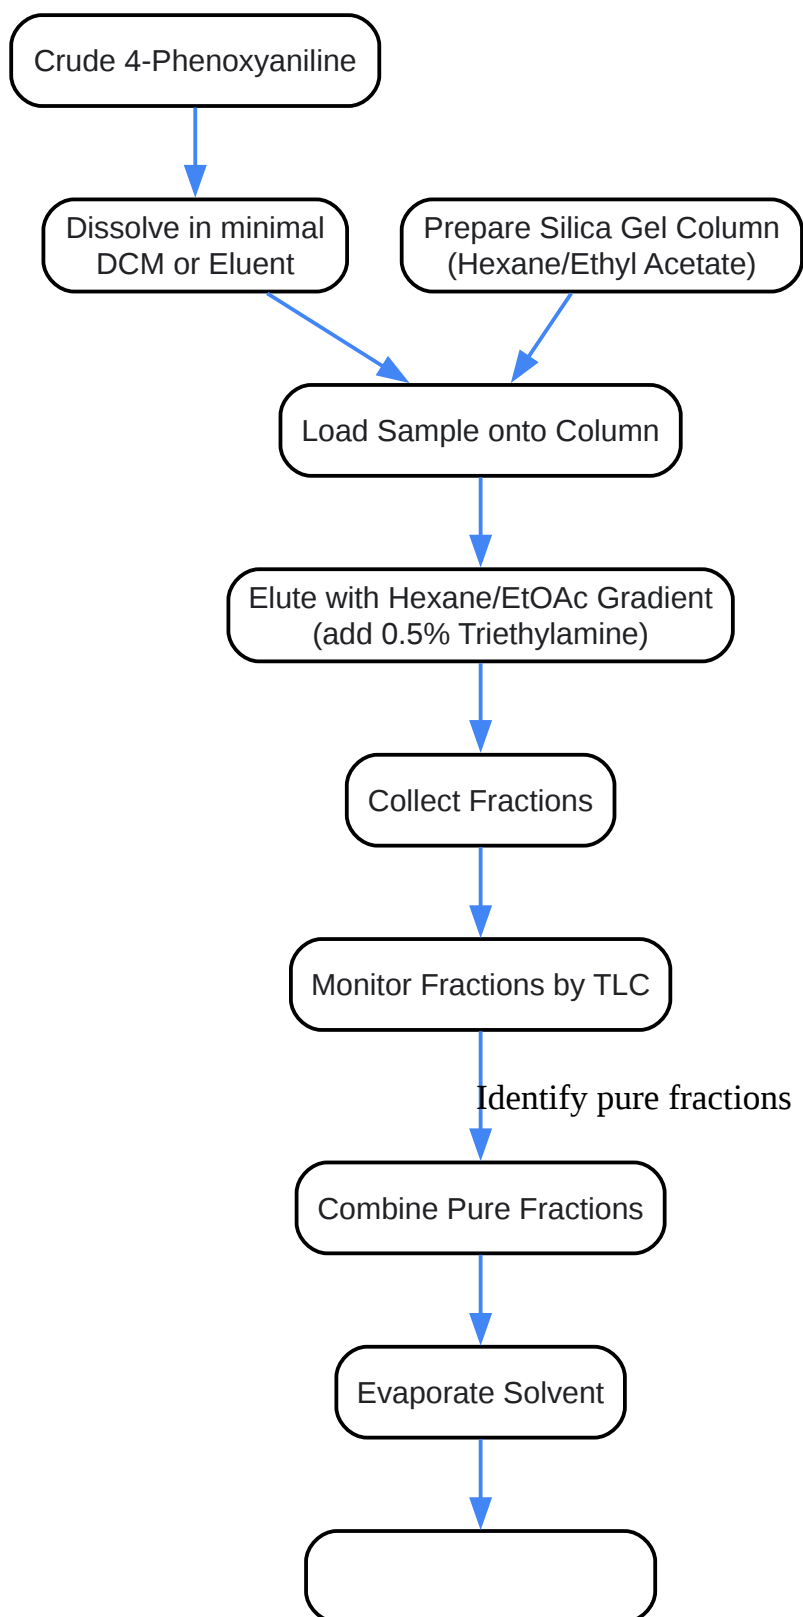 Crude 4-Phenoxyaniline
Dissolve in minimal
DCM or Eluent
Prepare Silica Gel Column
(Hexane/Ethyl Acetate)
Load Sample onto Column
Elute with Hexane/EtOAc Gradient
(add 0.5% Triethylamine)
Collect Fractions
Monitor Fractions by TLC
Identify pure fractions
Combine Pure Fractions
Evaporate Solvent